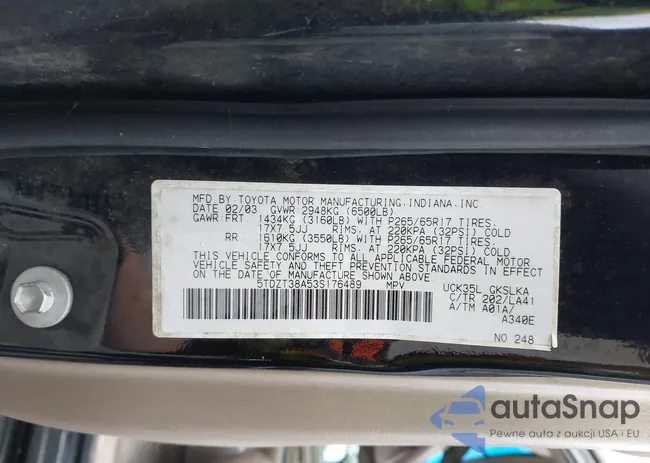 MFD. BY: TOYOTA MOTOR MANUFACTURING, INDIANA, INC.
DATE 02/03 GVWR 2948KG (6500LB)
GAWR FRT 1434KG (3160LB) WITH P265/65R17 TIRES,
17X7 5JJ RIMS, AT 220KPA (32PSI) COLD
RR 1610KG (3550LB) WITH P265/65R17 TIRES,
17X7 5JJ RIMS, AT 220KPA (32PSI) COLD
THIS VEHICLE CONFORMS TO ALL APPLICABLE FEDERAL MOTOR
VEHICLE SAFETY AND THEFT PREVENTION STANDARDS IN EFFECT
ON THE DATE OF MANUFACTURE SHOWN ABOVE
5TDZT38A53S176489 MPV
UCK35L GKSLKA
C/TR 202/LA41
A/TM A01A/
A340E
NO 248
autaSnap
Pewne auta z aukcji USA i EU